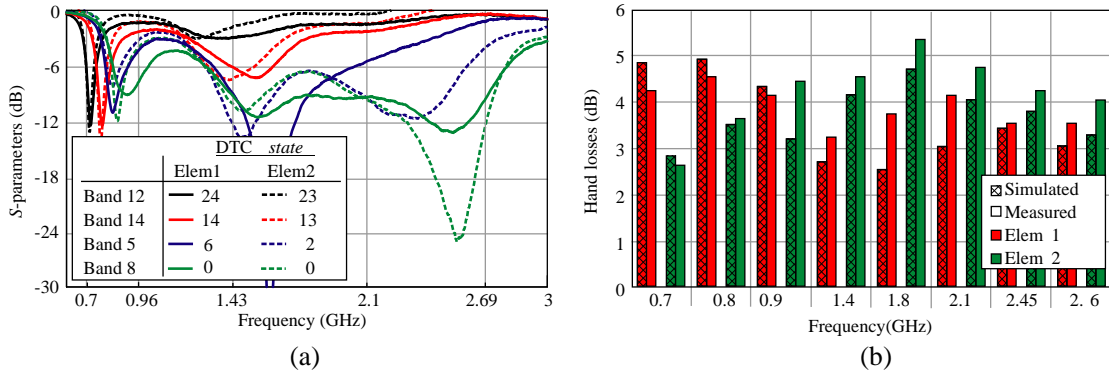 0
-6
-12
-18
-24
-30
S-parameters (dB)
DTC state
Elem1 Elem2
Band 12 24 23
Band 14 14 13
Band 5 6 2
Band 8 0 0
0.7 0.96 1.43 2.1 2.69 3
Frequency (GHz)
(a)
6
5
4
3
2
1
0
Hand losses (dB)
Simulated
Measured
Elem 1
Elem 2
0.7 0.8 0.9 1.4 1.8 2.1 2.45 2. 6
Frequency(GHz)
(b)